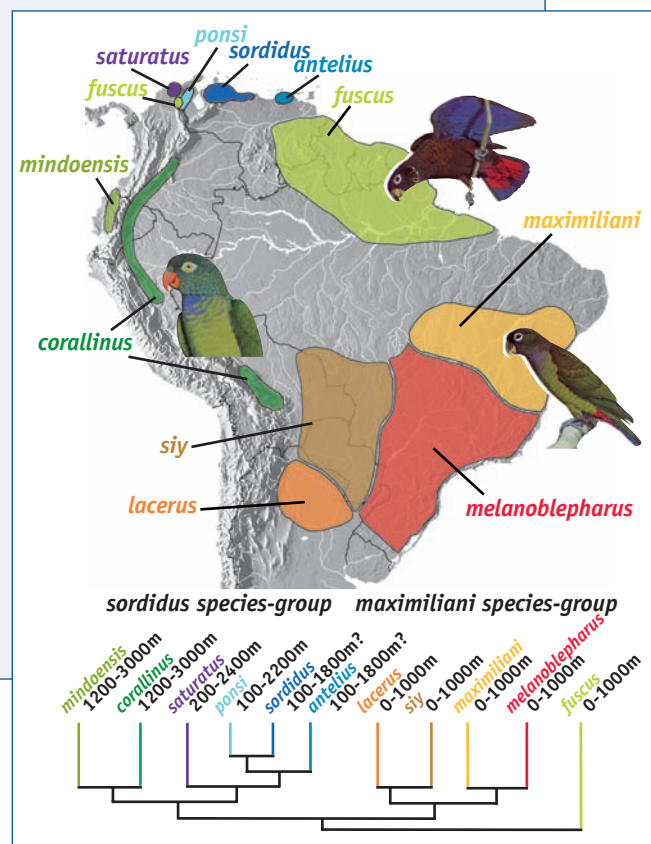 ponsi
saturatus
sordidus
antelius
fuscus
fuscus
mindoensis
maximiliani
corallinus
siy
lacerus
melanoblepharus
sordidus species-group
maximiliani species-group
mindoensis
1200-3000m
corallinus
1200-3000m
saturatus
200-2400m
ponsi
100-2200m
sordidus
100-1800m?
antelius
100-1800m?
lacerus
0-1000m
siy
0-1000m
maximiliani
0-1000m
melanoblepharus
0-1000m
fuscus
0-1000m